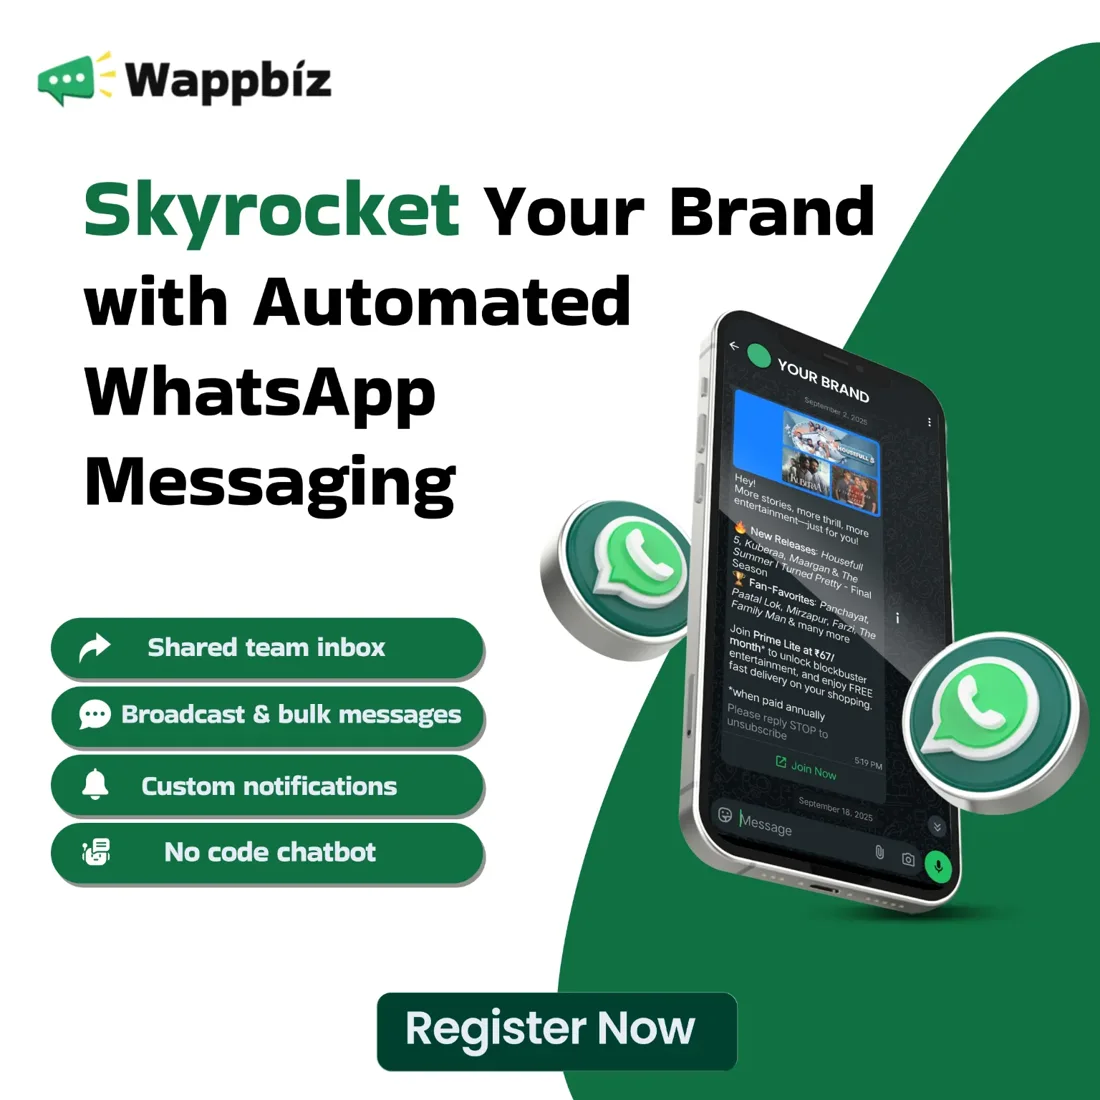 Wappbíz
Skyrocket Your Brand
with Automated
WhatsApp
Messaging
Shared team inbox
Broadcast & bulk messages
Custom notifications
No code chatbot
YOUR BRAND
September 2, 2025
HOUSEFULL 5
KUBERAA
Hey!
More stories, more thrill, more
entertainment—just for you!
🔥 New Releases: Housefull
5, Kuberaa, Maargan & The
Summer I Turned Pretty - Final
Season
🏆 Fan-Favorites: Panchayat,
Paatal Lok, Mirzapur, Farzi, The
Family Man & many more
Join Prime Lite at ₹67/
month* to unlock blockbuster
entertainment, and enjoy FREE
fast delivery on your shopping.
*when paid annually
Please reply STOP to
unsubscribe
5:19 PM
Join Now
September 18, 2025
Message
Register Now